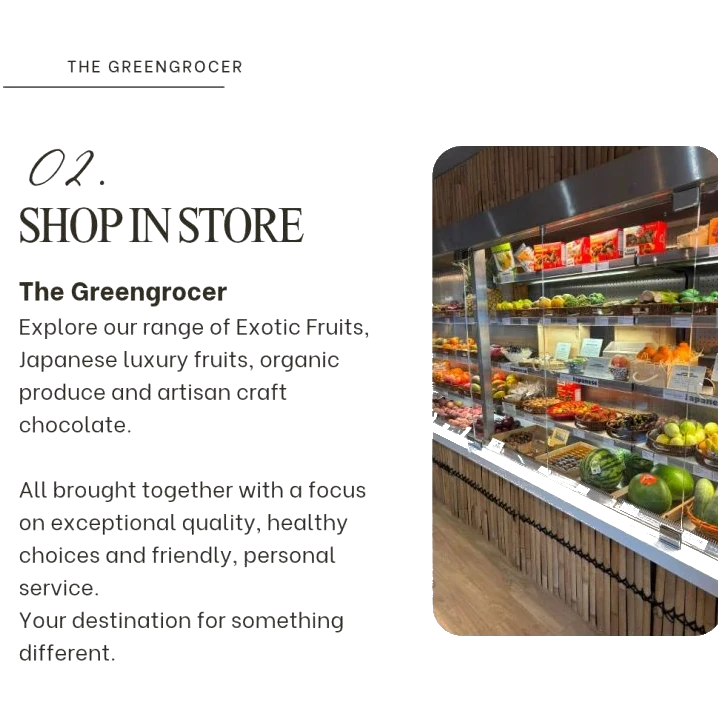 THE GREENGROCER
02.
SHOP IN STORE
The Greengrocer
Explore our range of Exotic Fruits,
Japanese luxury fruits, organic
produce and artisan craft
chocolate.
All brought together with a focus
on exceptional quality, healthy
choices and friendly, personal
service.
Your destination for something
different.
Japanese